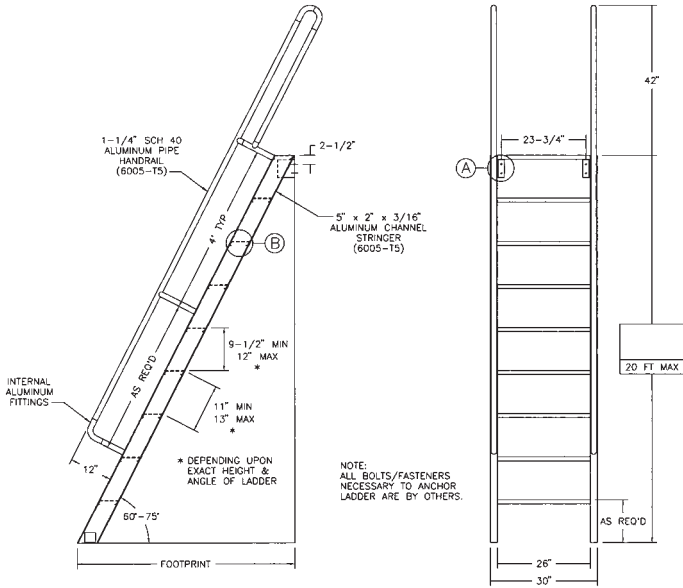 1-1/4" SCH 40
ALUMINUM PIPE
HANDRAIL
(6005-T5)
2-1/2"
5" x 2" x 3/16"
ALUMINUM CHANNEL
STRINGER
(6005-T5)
4' TYP
B
9-1/2" MIN
12" MAX
*
AS REQ'D
11" MIN
13" MAX
*
INTERNAL
ALUMINUM
FITTINGS
12"
* DEPENDING UPON
EXACT HEIGHT &
ANGLE OF LADDER
60°-75°
FOOTPRINT
NOTE:
ALL BOLTS/FASTENERS
NECESSARY TO ANCHOR
LADDER ARE BY OTHERS.
42"
23-3/4"
A
20 FT MAX
AS REQ'D
26"
30"